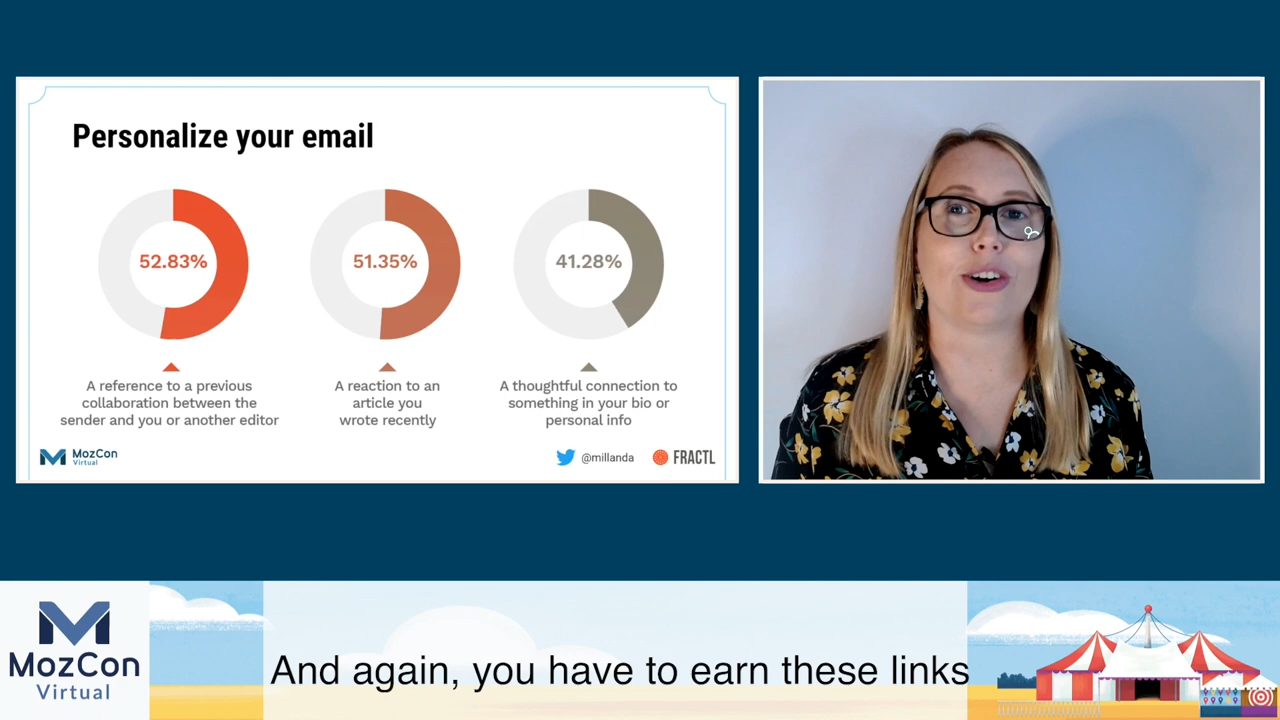 Personalize your email
52.83%
51.35%
41.28%
A reference to a previous
collaboration between the
sender and you or another editor
A reaction to an
article you
wrote recently
A thoughtful connection to
something in your bio or
personal info
MozCon
Virtual
@millanda
FRACTL
MozCon
Virtual
And again, you have to earn these links